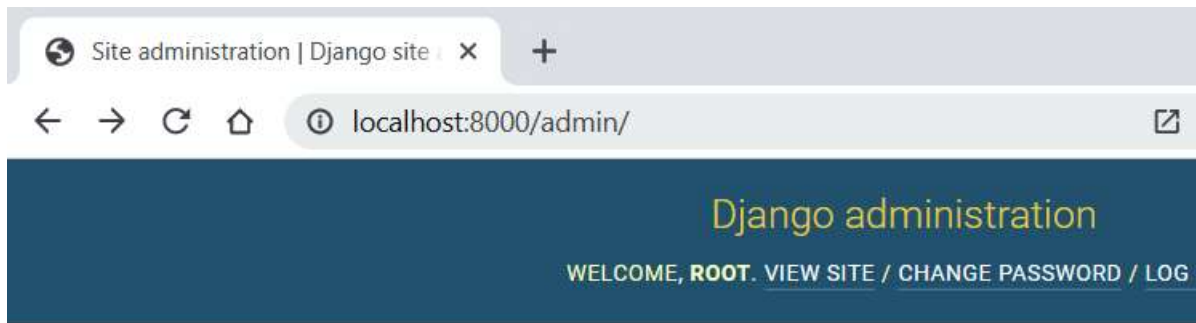 Site administration | Django site
localhost:8000/admin/
Django administration
WELCOME, ROOT. VIEW SITE / CHANGE PASSWORD / LOG